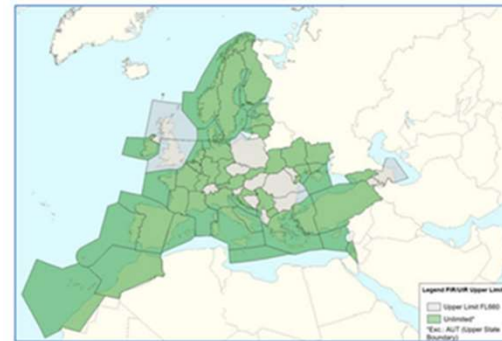 Legend FIR/UIR Upper Limit
Upper Limit FL660
Unlimited*
*Exc.: AUT (Upper State
Boundary)